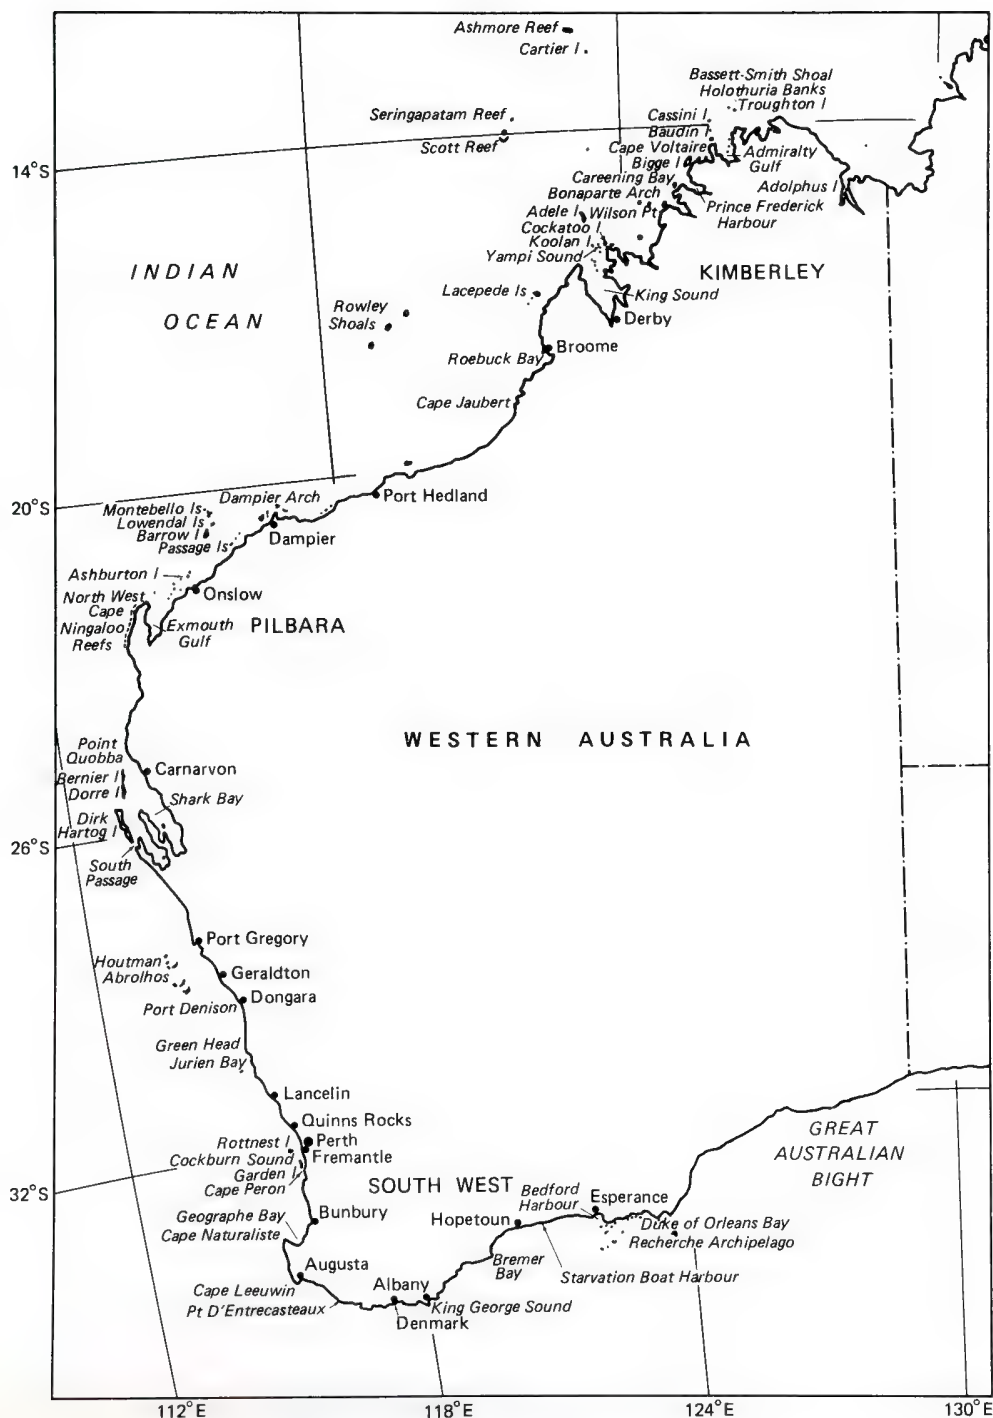 Ashmore Reef
Cartier I
Bassett-Smith Shoal
Holothuria Banks
Troughton I
Seringapatam Reef
Cassini I
Scott Reef
Baudin I
Cape Voltaire
Bigge I
Admiralty
Gulf
14°S
Careening Bay
Adolphus I
Bonaparte Arch
Prince Frederick
Harbour
Adele I
Wilson Pt
Cockatoo I
Koolan I
Yampi Sound
INDIAN
OCEAN
KIMBERLEY
Lacepede Is
King Sound
Rowley
Shoals
Derby
Broome
Roebuck Bay
Cape Jaubert
20°S
Dampier Arch
Port Hedland
Montebello Is
Lowendal Is
Barrow I
Passage Is
Dampier
Ashburton I
Onslow
North West
Cape
Ningaloo
Reefs
Exmouth
Gulf
PILBARA
WESTERN AUSTRALIA
Point
Quobba
Carnarvon
Bernier I
Dorre I
Shark Bay
Dirk
Hartog I
26°S
South
Passage
Port Gregory
Houtman
Abrolhos
Geraldton
Dongara
Port Denison
Green Head
Jurien Bay
Lancelin
Quinns Rocks
Rottnest I
Perth
Cockburn Sound
Fremantle
Garden I
Cape Peron
GREAT
AUSTRALIAN
BIGHT
32°S
SOUTH WEST
Bedford
Harbour
Esperance
Geographe Bay
Bunbury
Hopetoun
Duke of Orleans Bay
Cape Naturaliste
Recherche Archipelago
Augusta
Bremer
Bay
Starvation Boat Harbour
Cape Leeuwin
Albany
Pt D'Entrecasteaux
King George Sound
Denmark
112°E
118°E
124°E
130°E